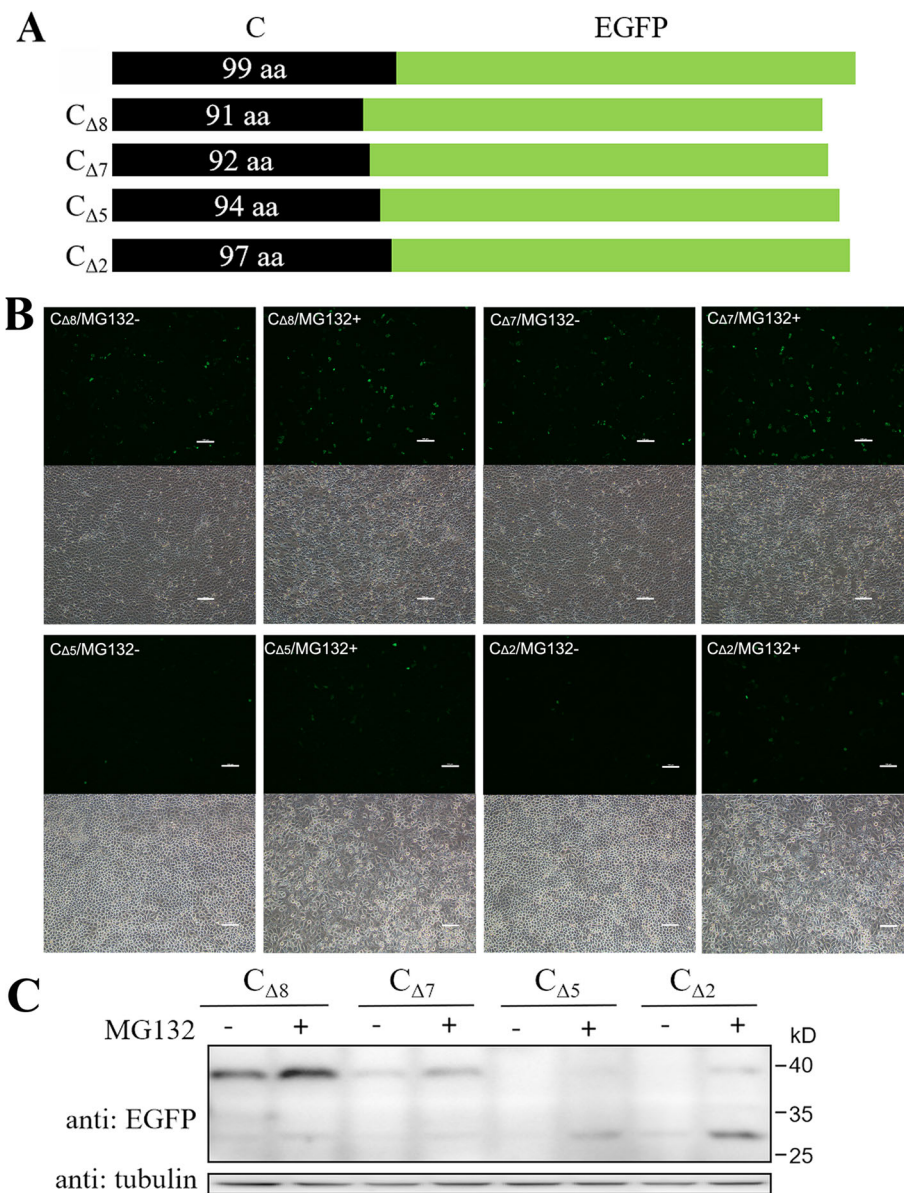 A
C EGFP
99 aa
CΔ8 91 aa
CΔ7 92 aa
CΔ5 94 aa
CΔ2 97 aa
B
CΔ8/MG132- CΔ8/MG132+ CΔ7/MG132- CΔ7/MG132+
CΔ5/MG132- CΔ5/MG132+ CΔ2/MG132- CΔ2/MG132+
C
CΔ8 CΔ7 CΔ5 CΔ2
MG132 - + - + - + - +
kD
-40
anti: EGFP
-35
-25
anti: tubulin